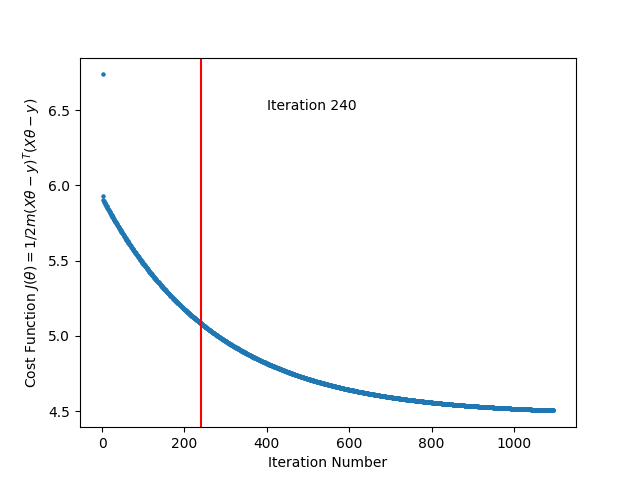 Iteration 240
Cost Function J(θ) = 1/2m(Xθ − y)ᵀ(Xθ − y)
6.5
6.0
5.5
5.0
4.5
0 200 400 600 800 1000
Iteration Number